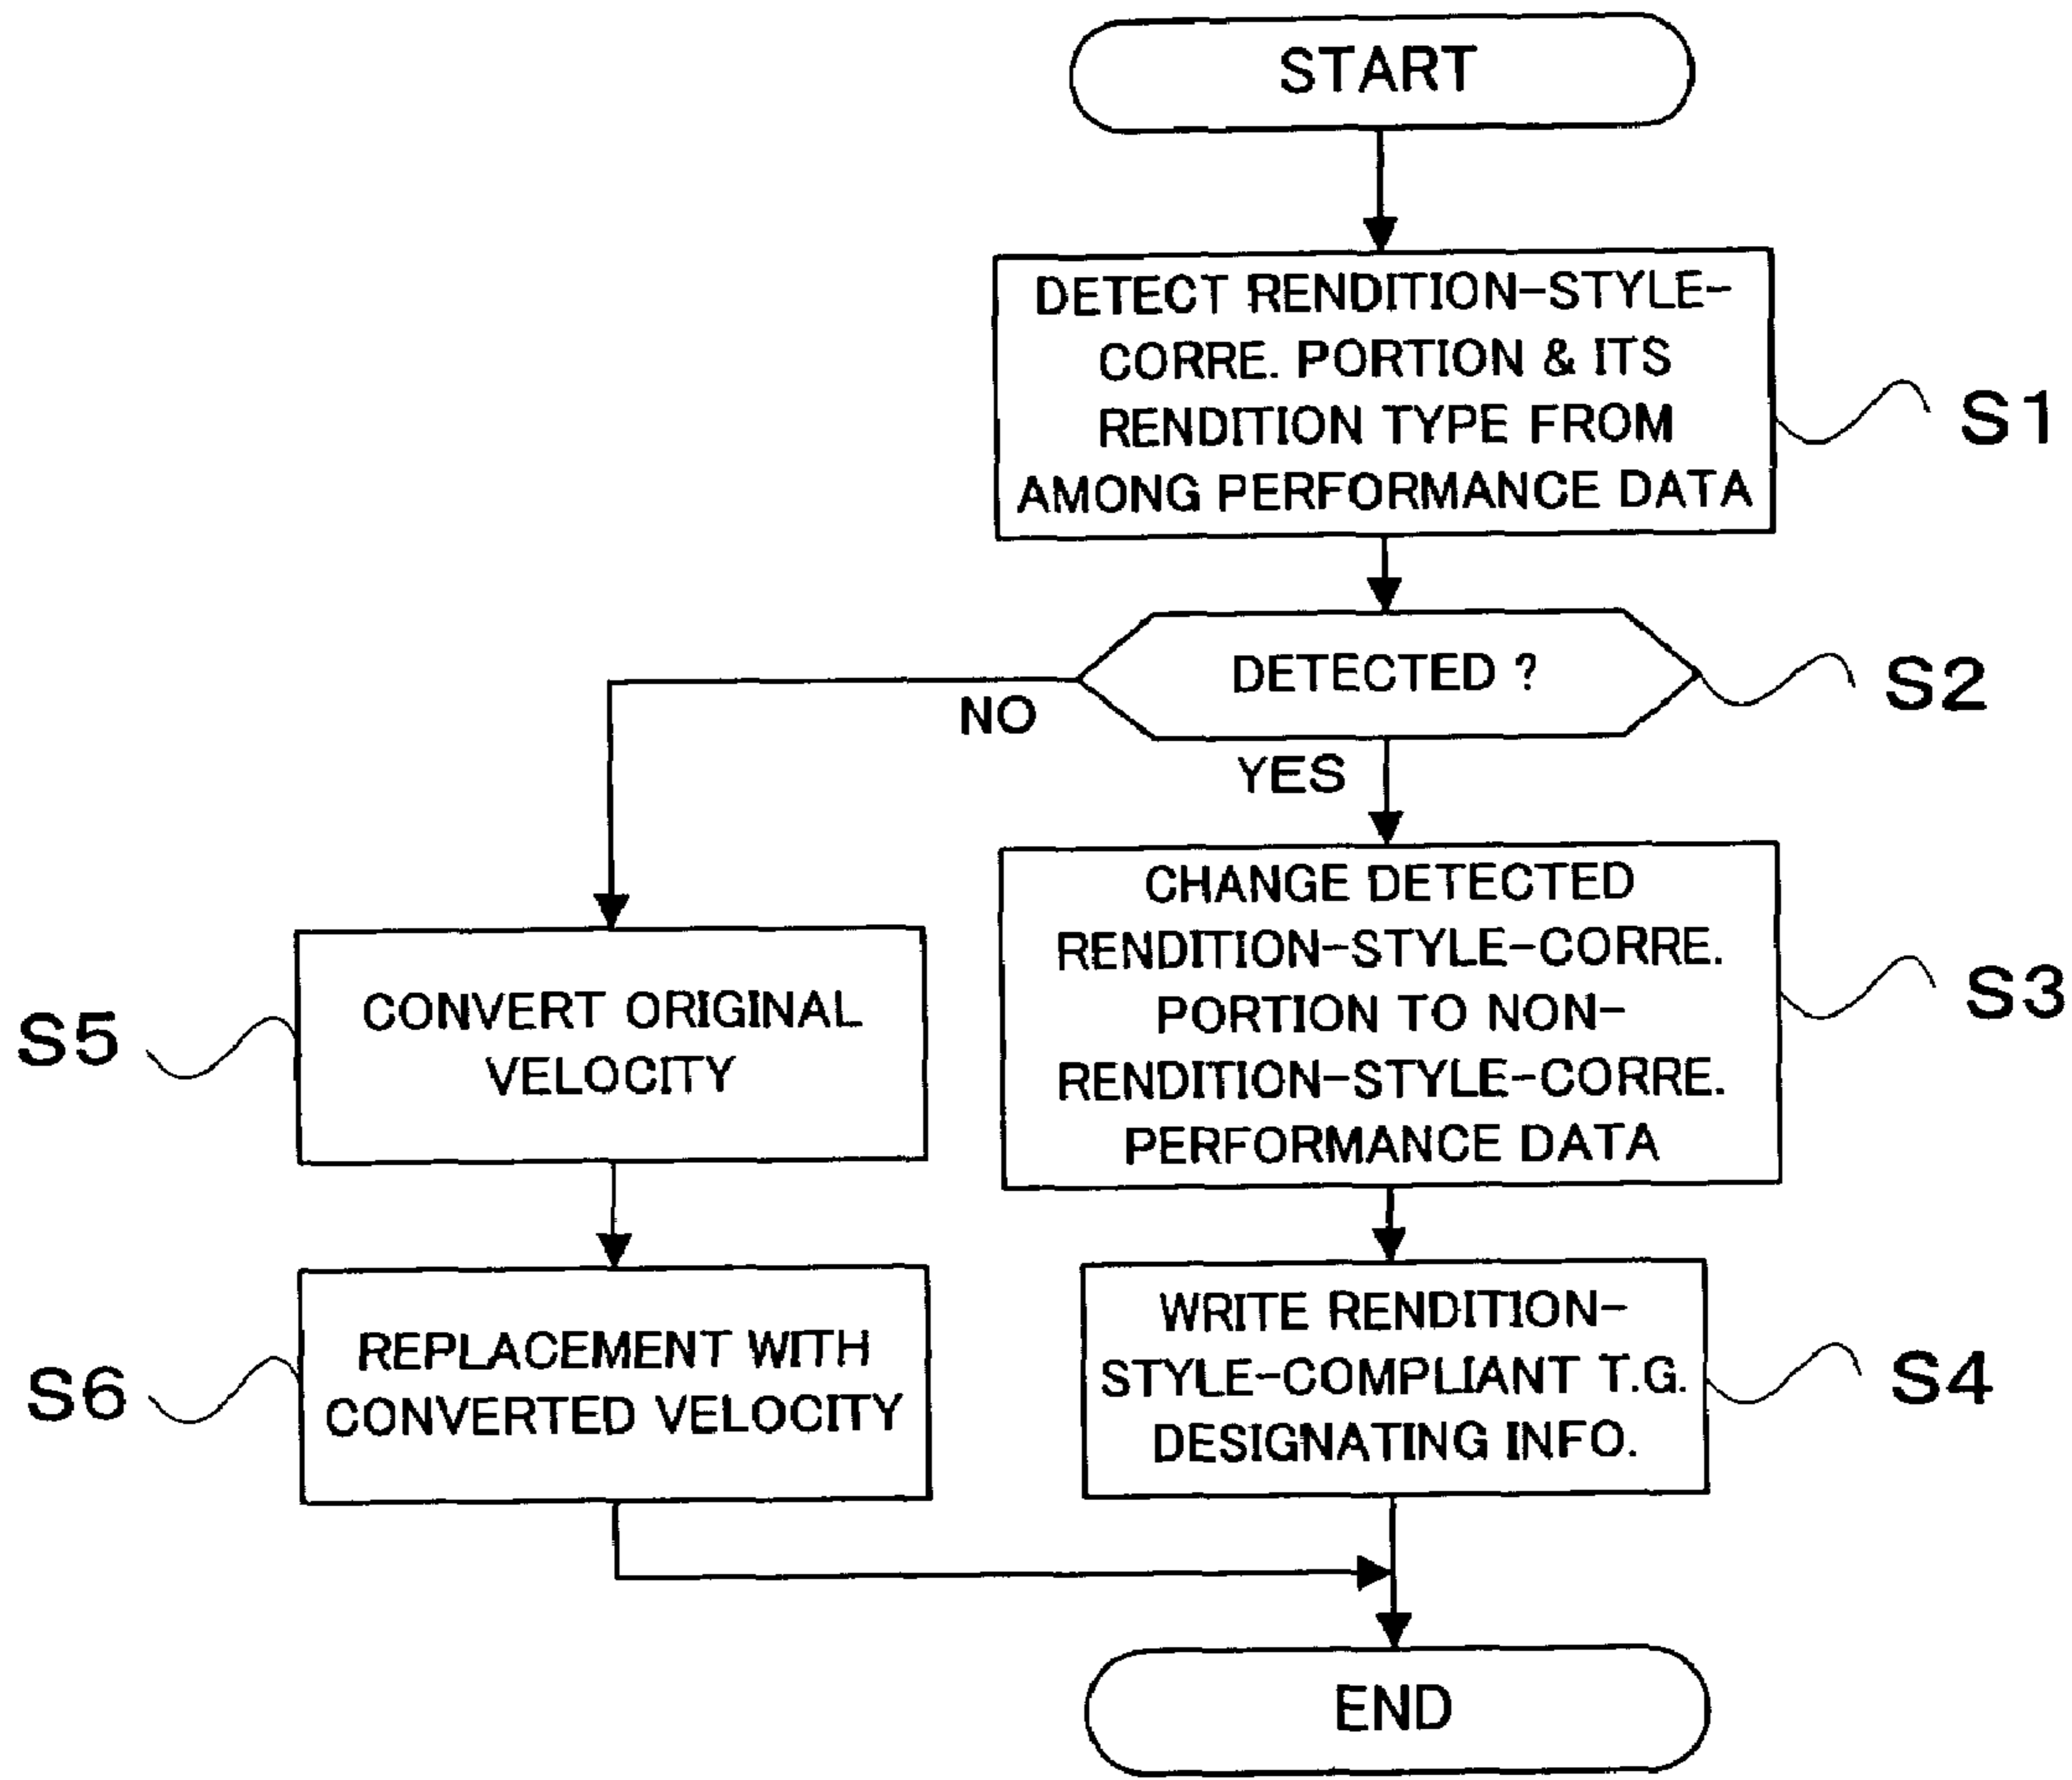 START
DETECT RENDITION-STYLE-
CORRE. PORTION & ITS
RENDITION TYPE FROM
AMONG PERFORMANCE DATA
S1
DETECTED ?
S2
NO
YES
CHANGE DETECTED
RENDITION-STYLE-CORRE.
PORTION TO NON-
RENDITION-STYLE-CORRE.
PERFORMANCE DATA
S3
S5
CONVERT ORIGINAL
VELOCITY
WRITE RENDITION-
STYLE-COMPLIANT T.G.
DESIGNATING INFO.
S4
S6
REPLACEMENT WITH
CONVERTED VELOCITY
END